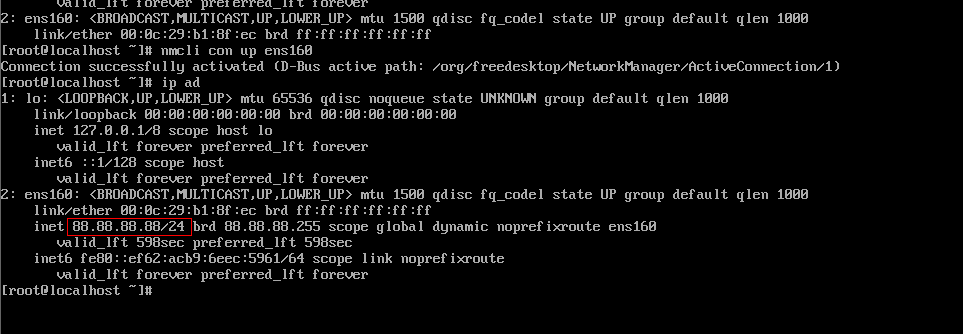 valid_lft forever preferred_lft forever
2: ens160: <BROADCAST,MULTICAST,UP,LOWER_UP> mtu 1500 qdisc fq_codel state UP group default qlen 1000
link/ether 00:0c:29:b1:8f:ec brd ff:ff:ff:ff:ff:ff
[root@localhost ~]# nmcli con up ens160
Connection successfully activated (D-Bus active path: /org/freedesktop/NetworkManager/ActiveConnection/1)
[root@localhost ~]# ip ad
1: lo: <LOOPBACK,UP,LOWER_UP> mtu 65536 qdisc noqueue state UNKNOWN group default qlen 1000
link/loopback 00:00:00:00:00:00 brd 00:00:00:00:00:00
inet 127.0.0.1/8 scope host lo
valid_lft forever preferred_lft forever
inet6 ::1/128 scope host
valid_lft forever preferred_lft forever
2: ens160: <BROADCAST,MULTICAST,UP,LOWER_UP> mtu 1500 qdisc fq_codel state UP group default qlen 1000
link/ether 00:0c:29:b1:8f:ec brd ff:ff:ff:ff:ff:ff
inet 88.88.88.88/24 brd 88.88.88.255 scope global dynamic noprefixroute ens160
valid_lft 598sec preferred_lft 598sec
inet6 fe80::ef62:acb9:6eec:5961/64 scope link noprefixroute
valid_lft forever preferred_lft forever
[root@localhost ~]#